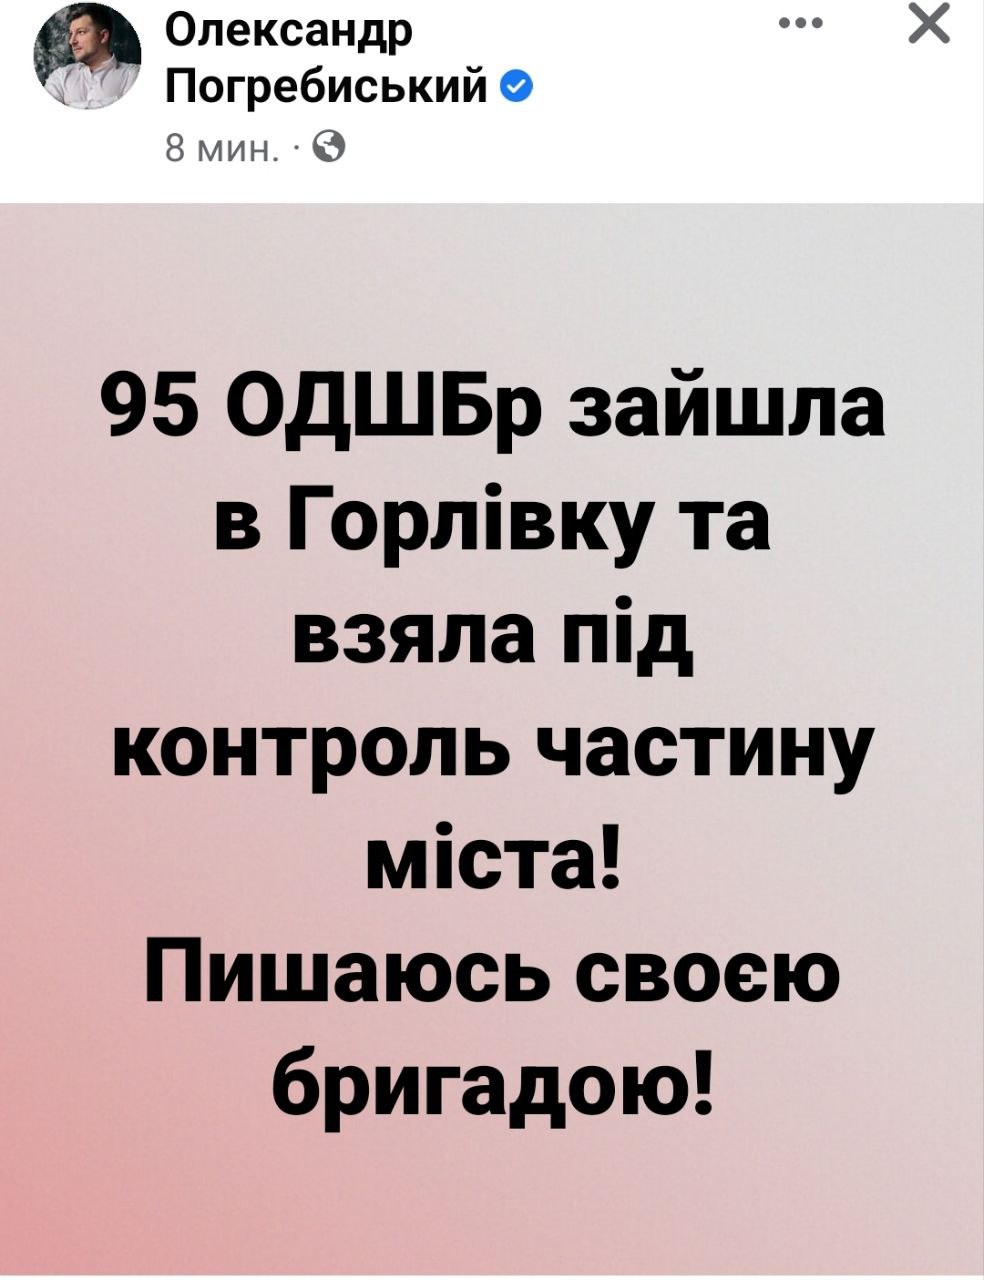 Олександр
Погребиський
8 мин. ·
95 ОДШБр зайшла
в Горлівку та
взяла під
контроль частину
міста!
Пишаюсь своєю
бригадою!